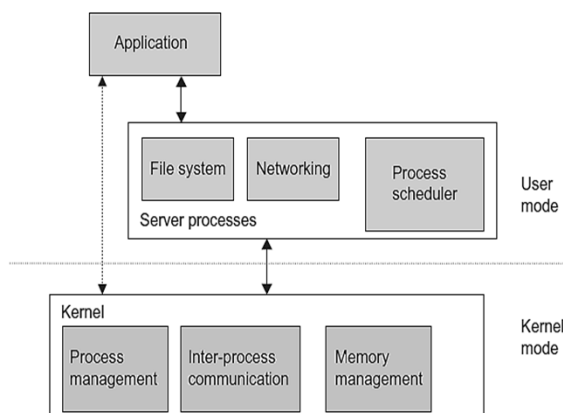 Application
File system
Networking
Process
scheduler
Server processes
User
mode
Kernel
Process
management
Inter-process
communication
Memory
management
Kernel
mode